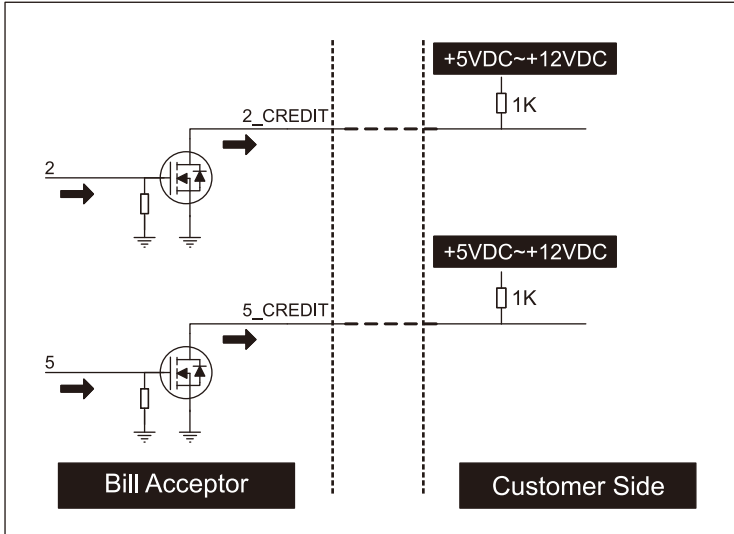 +5VDC~+12VDC
2_CREDIT
1K
2
+5VDC~+12VDC
5_CREDIT
1K
5
Bill Acceptor
Customer Side